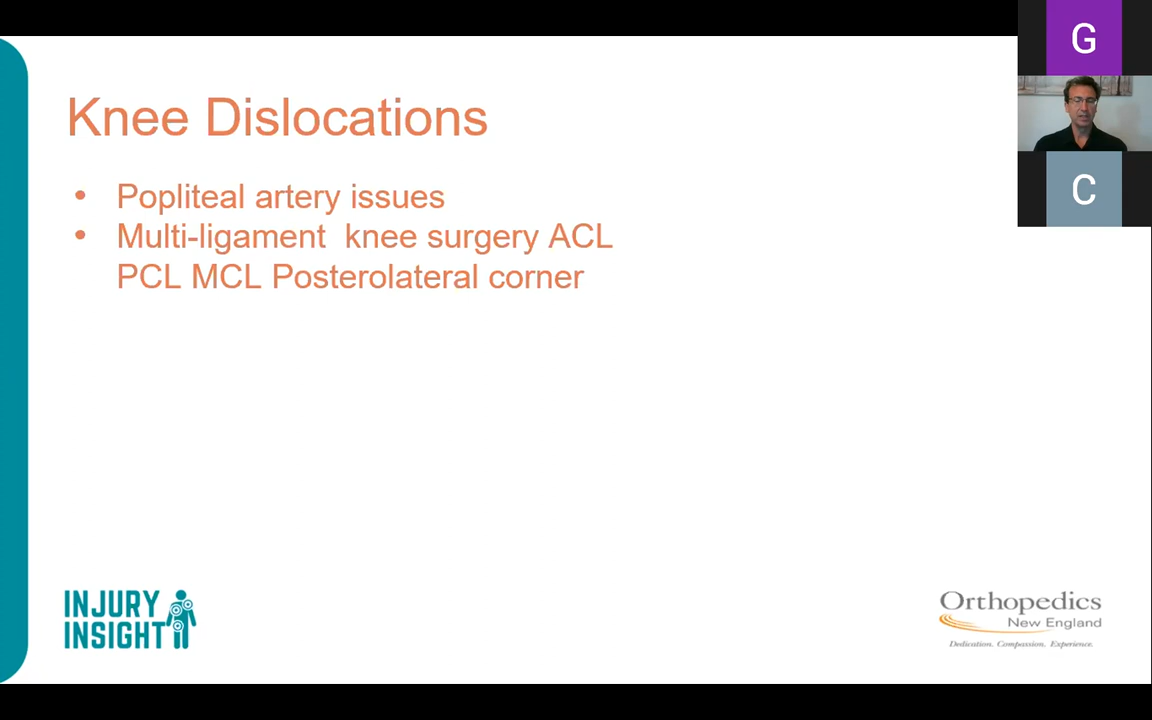 Knee Dislocations
• Popliteal artery issues
• Multi-ligament  knee surgery ACL
PCL MCL Posterolateral corner
G
C
INJURY
INSIGHT
Orthopedics
New England
Dedication. Compassion. Experience.